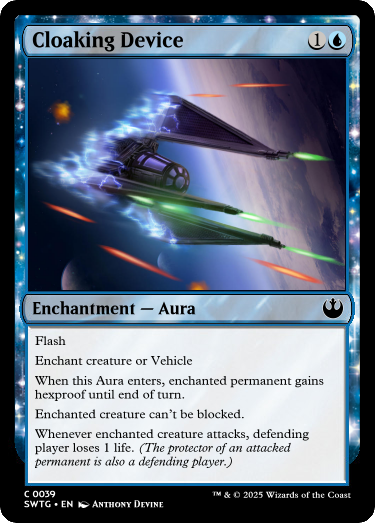 Cloaking Device 1
Enchantment — Aura
Flash
Enchant creature or Vehicle
When this Aura enters, enchanted permanent gains
hexproof until end of turn.
Enchanted creature can't be blocked.
Whenever enchanted creature attacks, defending
player loses 1 life. (The protector of an attacked
permanent is also a defending player.)
C 0039
SWTG • EN Anthony Devine
™ & © 2025 Wizards of the Coast